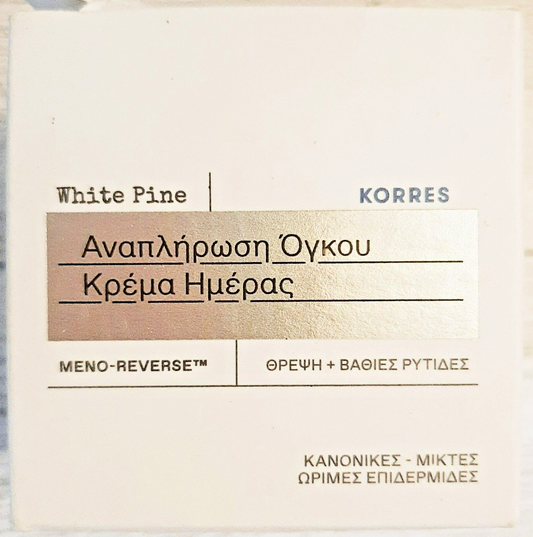 White Pine
KORRES
Αναπλήρωση Όγκου
Κρέμα Ημέρας
MENO-REVERSE™
ΘΡΕΨΗ + ΒΑΘΙΕΣ ΡΥΤΙΔΕΣ
ΚΑΝΟΝΙΚΕΣ - ΜΙΚΤΕΣ
ΩΡΙΜΕΣ ΕΠΙΔΕΡΜΙΔΕΣ